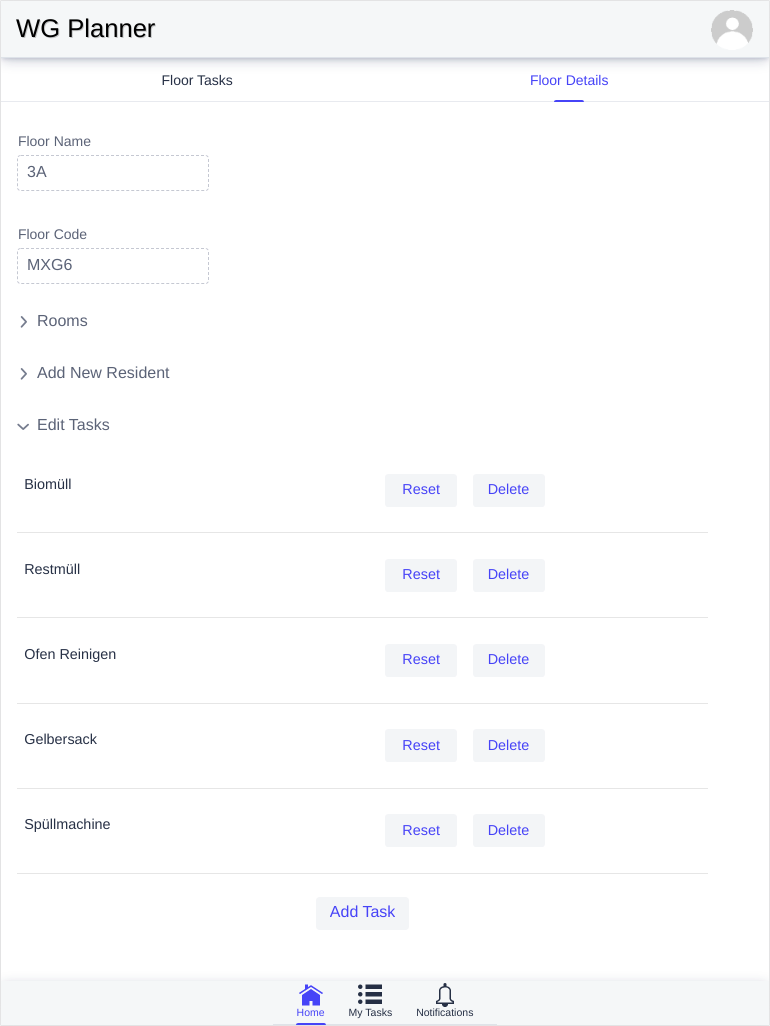 WG Planner
Floor Tasks Floor Details
Floor Name
3A
Floor Code
MXG6
Rooms
Add New Resident
Edit Tasks
Biomüll Reset Delete
Restmüll Reset Delete
Ofen Reinigen Reset Delete
Gelbersack Reset Delete
Spüllmachine Reset Delete
Add Task
Home My Tasks Notifications